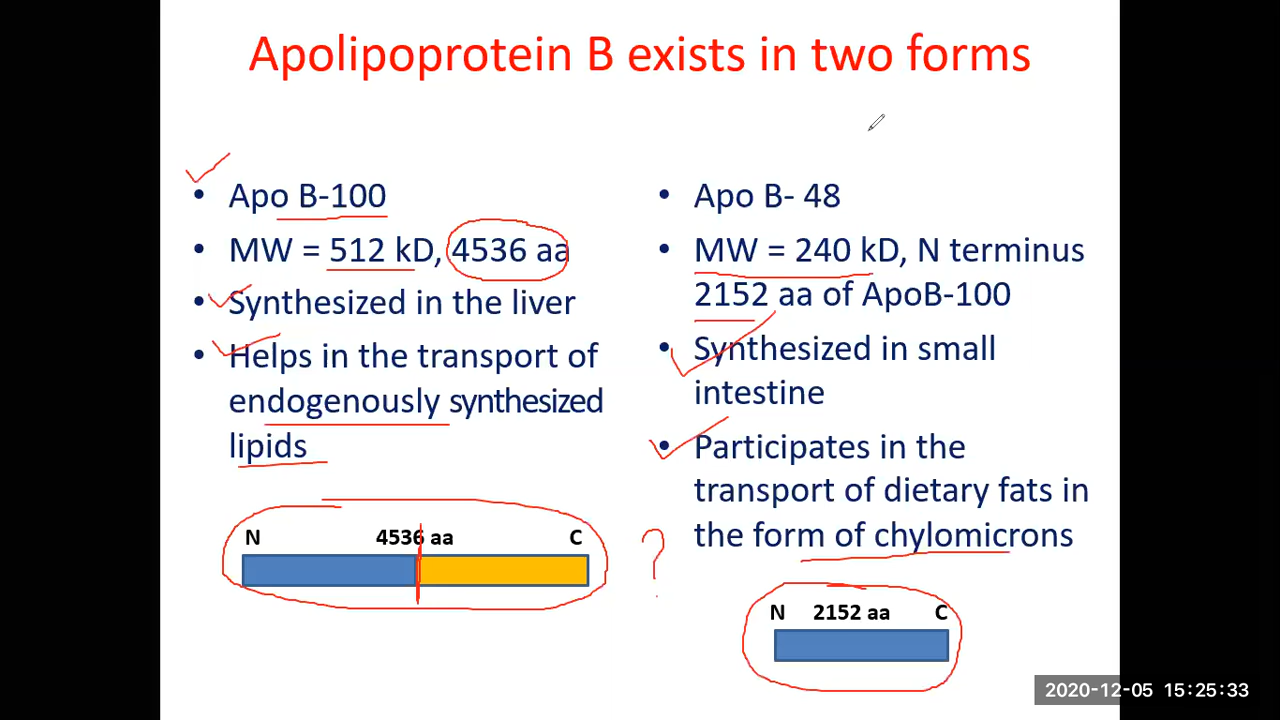 Apolipoprotein B exists in two forms
• Apo B-100
• MW = 512 kD, 4536 aa
• Synthesized in the liver
• Helps in the transport of
endogenously synthesized
lipids
N 4536 aa C
• Apo B- 48
• MW = 240 kD, N terminus
2152 aa of ApoB-100
• Synthesized in small
intestine
• Participates in the
transport of dietary fats in
the form of chylomicrons
?
N 2152 aa C
2020-12-05 15:25:33